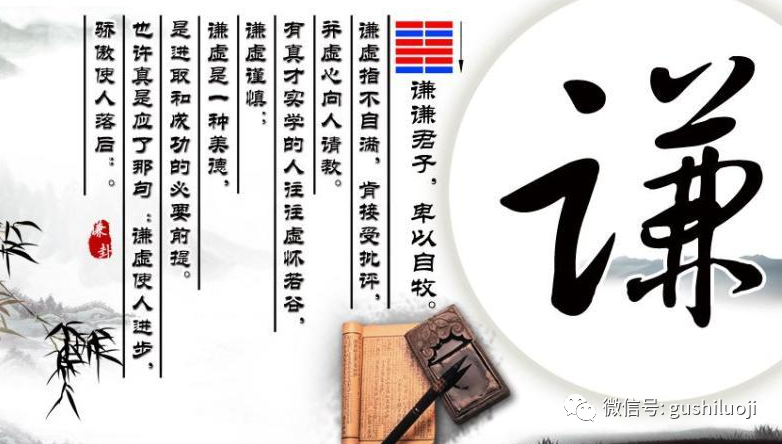 谦
谦谦君子，卑以自牧。
谦虚指不自满，肯接受批评，
并虚心向人请教。
有真才实学的人往往虚怀若谷，
谦虚谨慎；
谦虚是一种美德，
是进取和成功的必要前提。
也许真是应了那句“谦虚使人进步，
骄傲使人落后”。
谦卦
微信号: gushiluoji